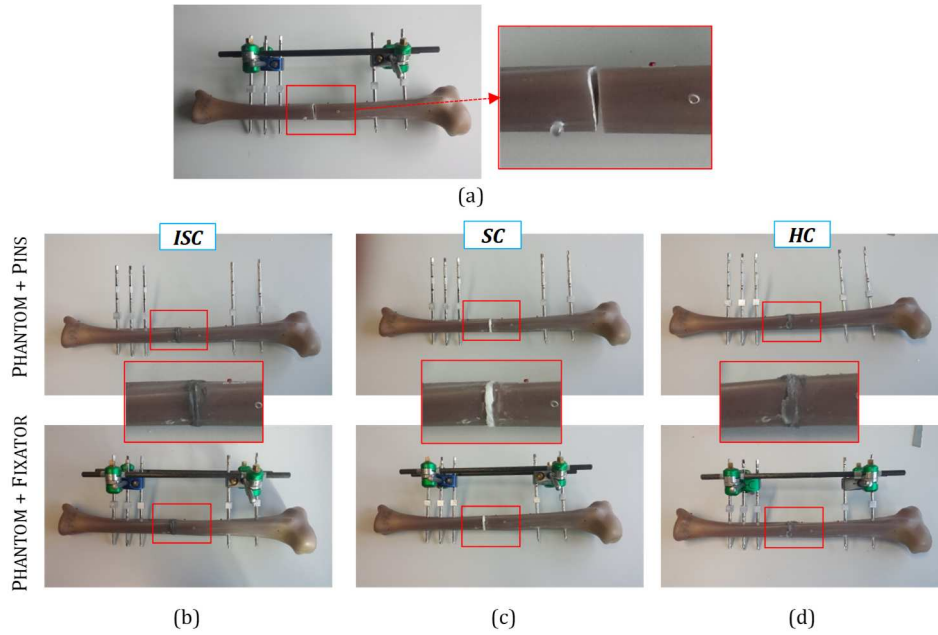 (a)
ISC
SC
HC
PHANTOM + PINS
PHANTOM + FIXATOR
(b)
(c)
(d)